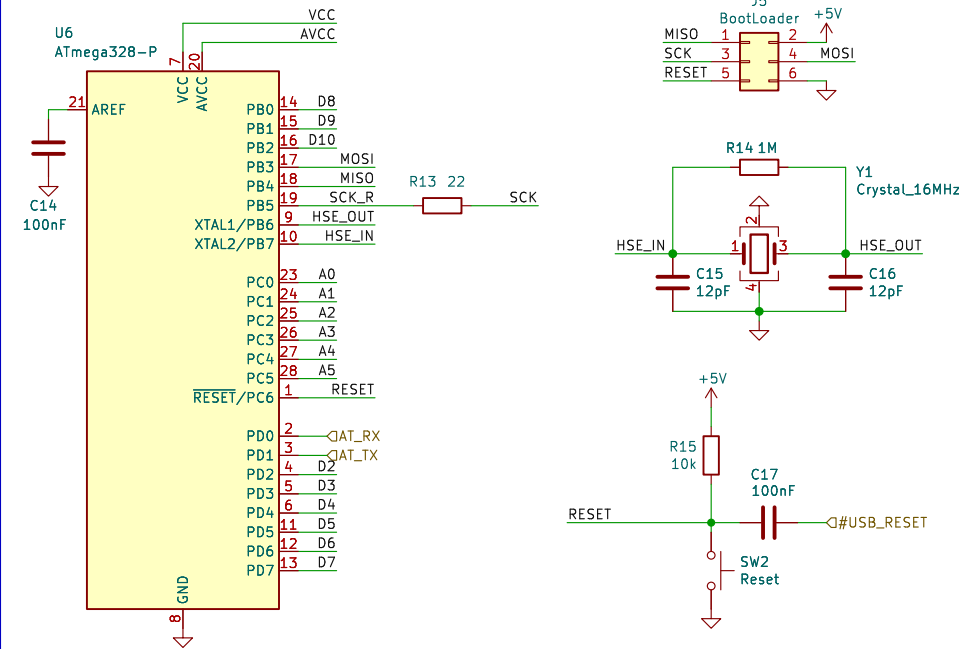 VCC
AVCC
U6
ATmega328-P
7
20
VCC
AVCC
21
AREF
C14
100nF
PB0 14 D8
PB1 15 D9
PB2 16 D10
PB3 17 MOSI
PB4 18 MISO
PB5 19 SCK_R
XTAL1/PB6 9 HSE_OUT
XTAL2/PB7 10 HSE_IN
PC0 23 A0
PC1 24 A1
PC2 25 A2
PC3 26 A3
PC4 27 A4
PC5 28 A5
RESET/PC6 1 RESET
PD0 2 AT_RX
PD1 3 AT_TX
PD2 4 D2
PD3 5 D3
PD4 6 D4
PD5 11 D5
PD6 12 D6
PD7 13 D7
GND
8
R13 22
SCK
J5
BootLoader
+5V
MISO 1 2
SCK 3 4 MOSI
RESET 5 6
R14 1M
Y1
Crystal_16MHz
2
HSE_IN 1 3 HSE_OUT
4
C15
12pF
C16
12pF
+5V
R15
10k
C17
100nF
RESET
#USB_RESET
SW2
Reset